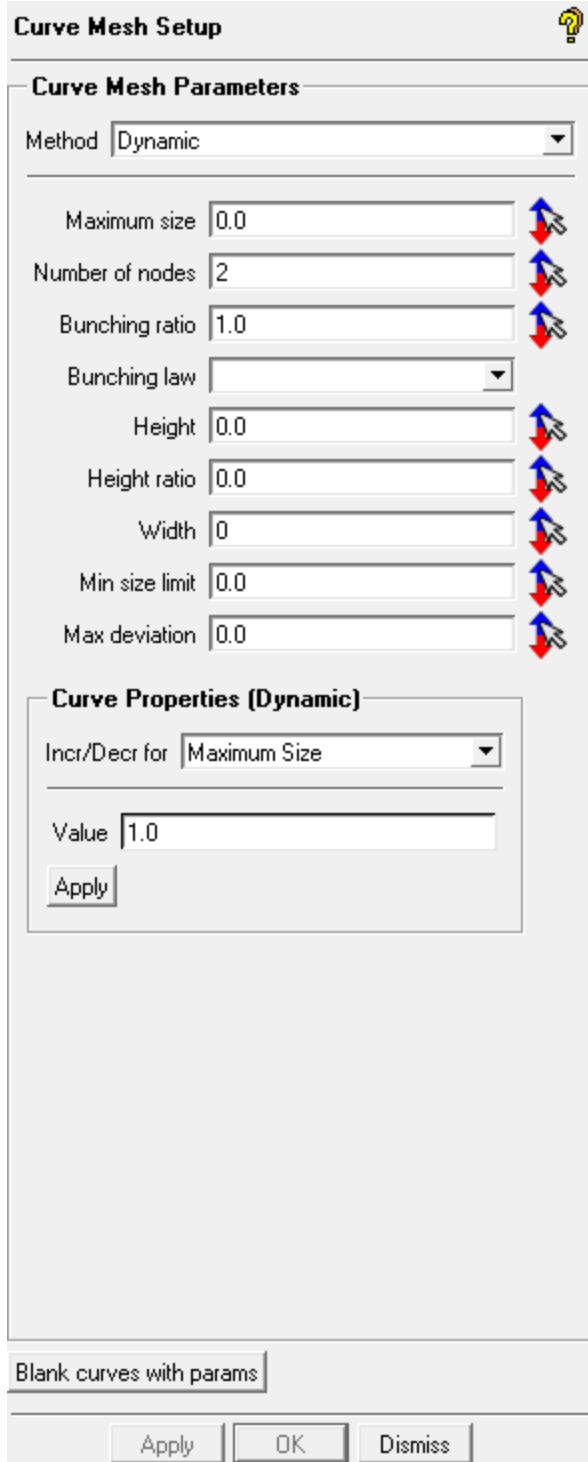 Curve Mesh Setup
Curve Mesh Parameters
Method Dynamic
Maximum size 0.0
Number of nodes 2
Bunching ratio 1.0
Bunching law
Height 0.0
Height ratio 0.0
Width 0
Min size limit 0.0
Max deviation 0.0
Curve Properties (Dynamic)
Incr/Decr for Maximum Size
Value 1.0
Apply
Blank curves with params
Apply OK Dismiss